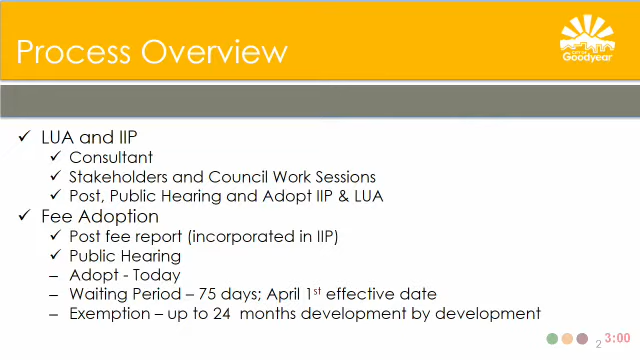 Process Overview
Goodyear
✓ LUA and IIP
✓ Consultant
✓ Stakeholders and Council Work Sessions
✓ Post, Public Hearing and Adopt IIP & LUA
✓ Fee Adoption
✓ Post fee report (incorporated in IIP)
✓ Public Hearing
– Adopt - Today
– Waiting Period – 75 days; April 1st effective date
– Exemption – up to 24 months development by development
2
3:00